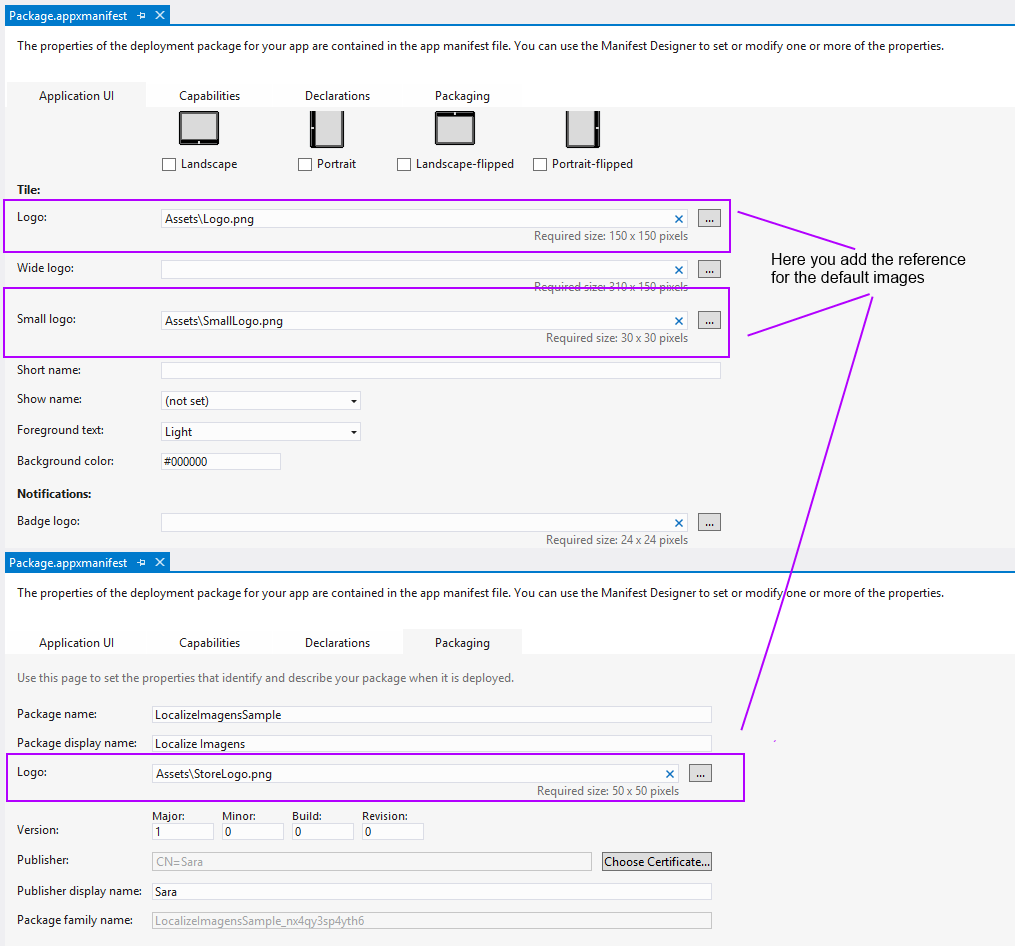 Package.appxmanifest
The properties of the deployment package for your app are contained in the app manifest file. You can use the Manifest Designer to set or modify one or more of the properties.
Application UI Capabilities Declarations Packaging
Landscape Portrait Landscape-flipped Portrait-flipped
Tile:
Logo: Assets\Logo.png ...
Required size: 150 x 150 pixels
Here you add the reference
for the default images
Wide logo: ...
Required size: 310 x 150 pixels
Small logo: Assets\SmallLogo.png ...
Required size: 30 x 30 pixels
Short name:
Show name: (not set)
Foreground text: Light
Background color: #000000
Notifications:
Badge logo: ...
Required size: 24 x 24 pixels
Package.appxmanifest
The properties of the deployment package for your app are contained in the app manifest file. You can use the Manifest Designer to set or modify one or more of the properties.
Application UI Capabilities Declarations Packaging
Use this page to set the properties that identify and describe your package when it is deployed.
Package name: LocalizeImagensSample
Package display name: Localize Imagens
Logo: Assets\StoreLogo.png ...
Required size: 50 x 50 pixels
Major: Minor: Build: Revision:
Version: 1 0 0 0
Publisher: CN=Sara Choose Certificate...
Publisher display name: Sara
Package family name: LocalizeImagensSample_nx4qy3sp4yth6